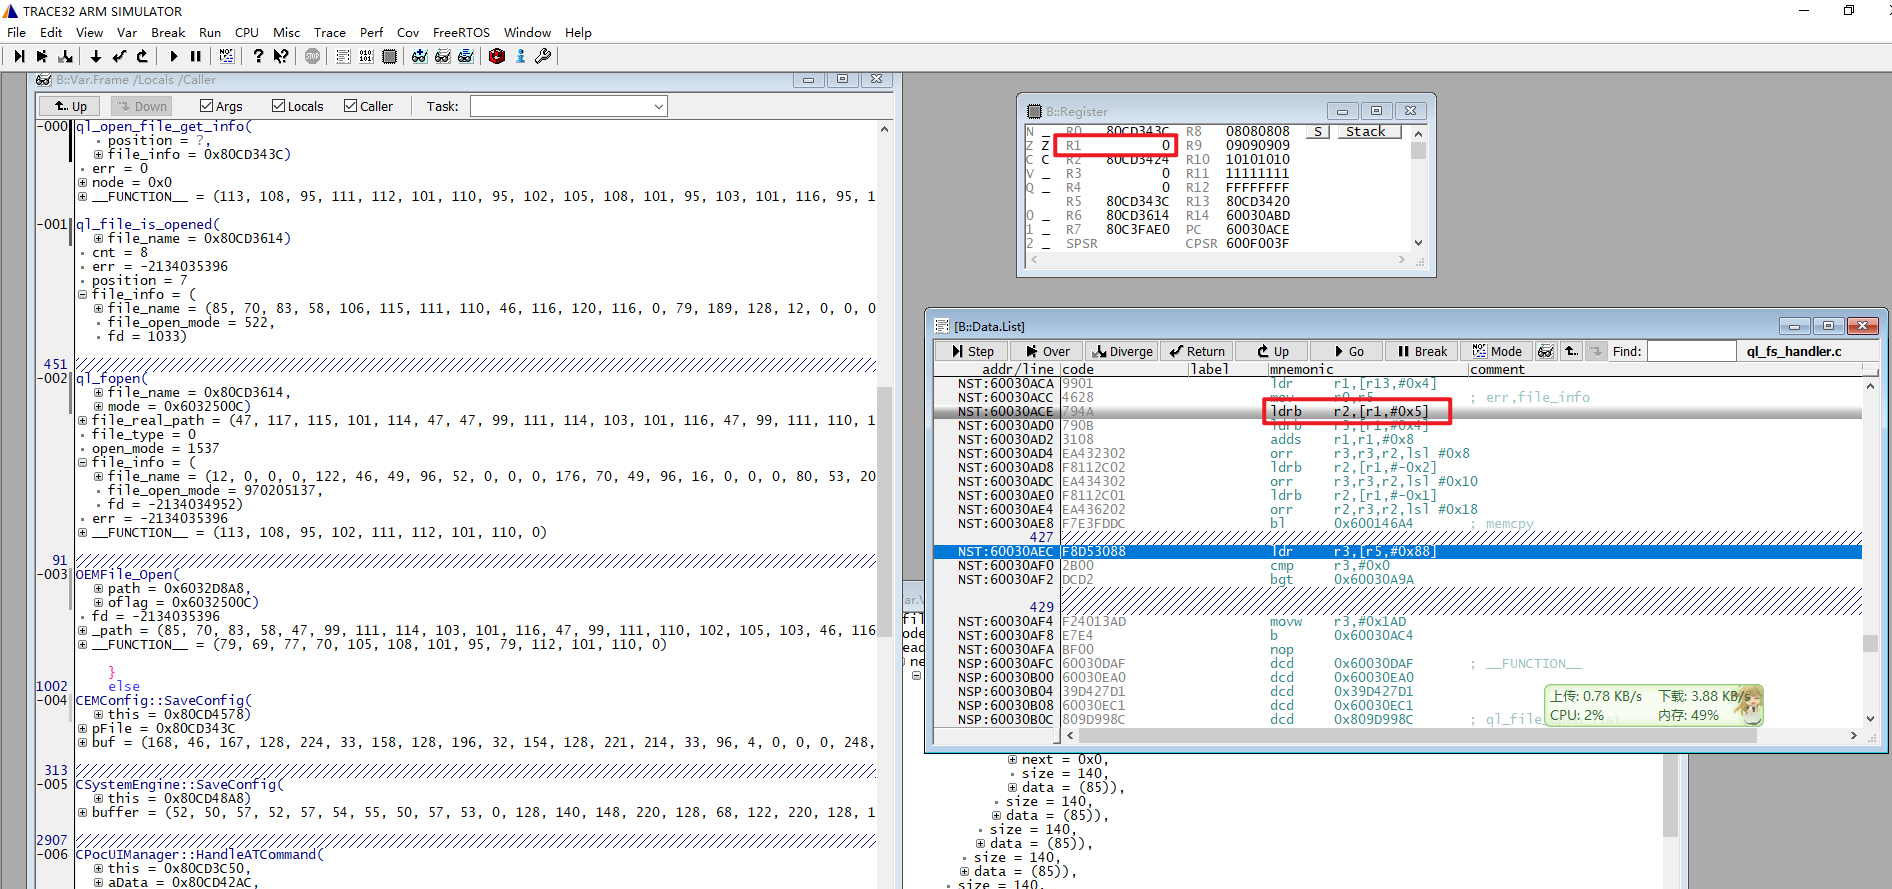 TRACE32 ARM SIMULATOR
File Edit View Var Break Run CPU Misc Trace Perf Cov FreeRTOS Window Help
B::Var.Frame /Locals /Caller
Up Down Args Locals Caller Task:
-000 ql_open_file_get_info(
position = ?,
file_info = 0x80CD343C)
err = 0
node = 0x0
__FUNCTION__ = (113, 108, 95, 111, 112, 101, 110, 95, 102, 105, 108, 101, 95, 103, 101, 116, 95, 1
-001 ql_file_is_opened(
file_name = 0x80CD3614)
cnt = 8
err = -2134035396
position = 7
file_info = (
file_name = (85, 70, 83, 58, 106, 115, 111, 110, 46, 116, 120, 116, 0, 79, 189, 128, 12, 0, 0, 0
file_open_mode = 522,
fd = 1033)
451
-002 ql_fopen(
file_name = 0x80CD3614,
mode = 0x6032500C)
file_real_path = (47, 117, 115, 101, 114, 47, 47, 99, 111, 114, 103, 101, 116, 47, 99, 111, 110, 1
file_type = 0
open_mode = 1537
file_info = (
file_name = (12, 0, 0, 0, 122, 46, 49, 96, 52, 0, 0, 0, 176, 70, 49, 96, 16, 0, 0, 0, 80, 53, 20
file_open_mode = 970205137,
fd = -2134034952)
err = -2134035396
__FUNCTION__ = (113, 108, 95, 102, 111, 112, 101, 110, 0)
91
-003 OEMFile_Open(
path = 0x6032D8A8,
oflag = 0x6032500C)
fd = -2134035396
_path = (85, 70, 83, 58, 47, 99, 111, 114, 103, 101, 116, 47, 99, 111, 110, 102, 105, 103, 46, 116
__FUNCTION__ = (79, 69, 77, 70, 105, 108, 101, 95, 79, 112, 101, 110, 0)
}
1002 else
-004 CEMConfig::SaveConfig(
this = 0x80CD4578)
pFile = 0x80CD343C
buf = (168, 46, 167, 128, 224, 33, 158, 128, 196, 32, 154, 128, 221, 214, 33, 96, 4, 0, 0, 0, 248,
313
-005 CSystemEngine::SaveConfig(
this = 0x80CD48A8)
buffer = (52, 50, 57, 52, 57, 54, 55, 50, 57, 53, 0, 128, 140, 148, 220, 128, 68, 122, 220, 128, 1
2907
-006 CPocUIManager::HandleATCommand(
this = 0x80CD3C50,
aData = 0x80CD42AC,
B::Register
N _ R0 80CD343C R8 08080808 S Stack
Z Z R1 0 R9 09090909
C C R2 80CD3424 R10 10101010
V _ R3 0 R11 11111111
Q _ R4 0 R12 FFFFFFFF
R5 80CD343C R13 80CD3420
0 _ R6 80CD3614 R14 60030ABD
1 _ R7 80C3FAE0 PC 60030ACE
2 _ SPSR CPSR 600F003F
[B::Data.List]
Step Over Diverge Return Up Go Break Mode Find: ql_fs_handler.c
addr/line code label mnemonic comment
NST:60030ACA 9901 ldr r1,[r13,#0x4]
NST:60030ACC 4628 mov r0,r5 ; err,file_info
NST:60030ACE 794A ldrb r2,[r1,#0x5]
NST:60030AD0 790B ldrb r3,[r1,#0x4]
NST:60030AD2 3108 adds r1,r1,#0x8
NST:60030AD4 EA432302 orr r3,r3,r2,lsl #0x8
NST:60030AD8 F8112C02 ldrb r2,[r1,#-0x2]
NST:60030ADC EA434302 orr r3,r3,r2,lsl #0x10
NST:60030AE0 F8112C01 ldrb r2,[r1,#-0x1]
NST:60030AE4 EA436202 orr r2,r3,r2,lsl #0x18
NST:60030AE8 F7E3FDDC bl 0x600146A4 ; memcpy
427
NST:60030AEC F8D53088 ldr r3,[r5,#0x88]
NST:60030AF0 2B00 cmp r3,#0x0
NST:60030AF2 DCD2 bgt 0x60030A9A
429
NST:60030AF4 F24013AD movw r3,#0x1AD
NST:60030AF8 E7E4 b 0x60030AC4
NST:60030AFA BF00 nop
NSP:60030AFC 60030DAF dcd 0x60030DAF ; __FUNCTION__
NSP:60030B00 60030EA0 dcd 0x60030EA0
NSP:60030B04 39D427D1 dcd 0x39D427D1
NSP:60030B08 60030EC1 dcd 0x60030EC1
NSP:60030B0C 809D998C dcd 0x809D998C ; ql_file
上传: 0.78 KB/s 下载: 3.88 KB/s
CPU: 2% 内存: 49%
next = 0x0,
size = 140,
data = (85)),
size = 140,
data = (85)),
size = 140,
data = (85)),
size = 140,
data = (85)),
size = 140,